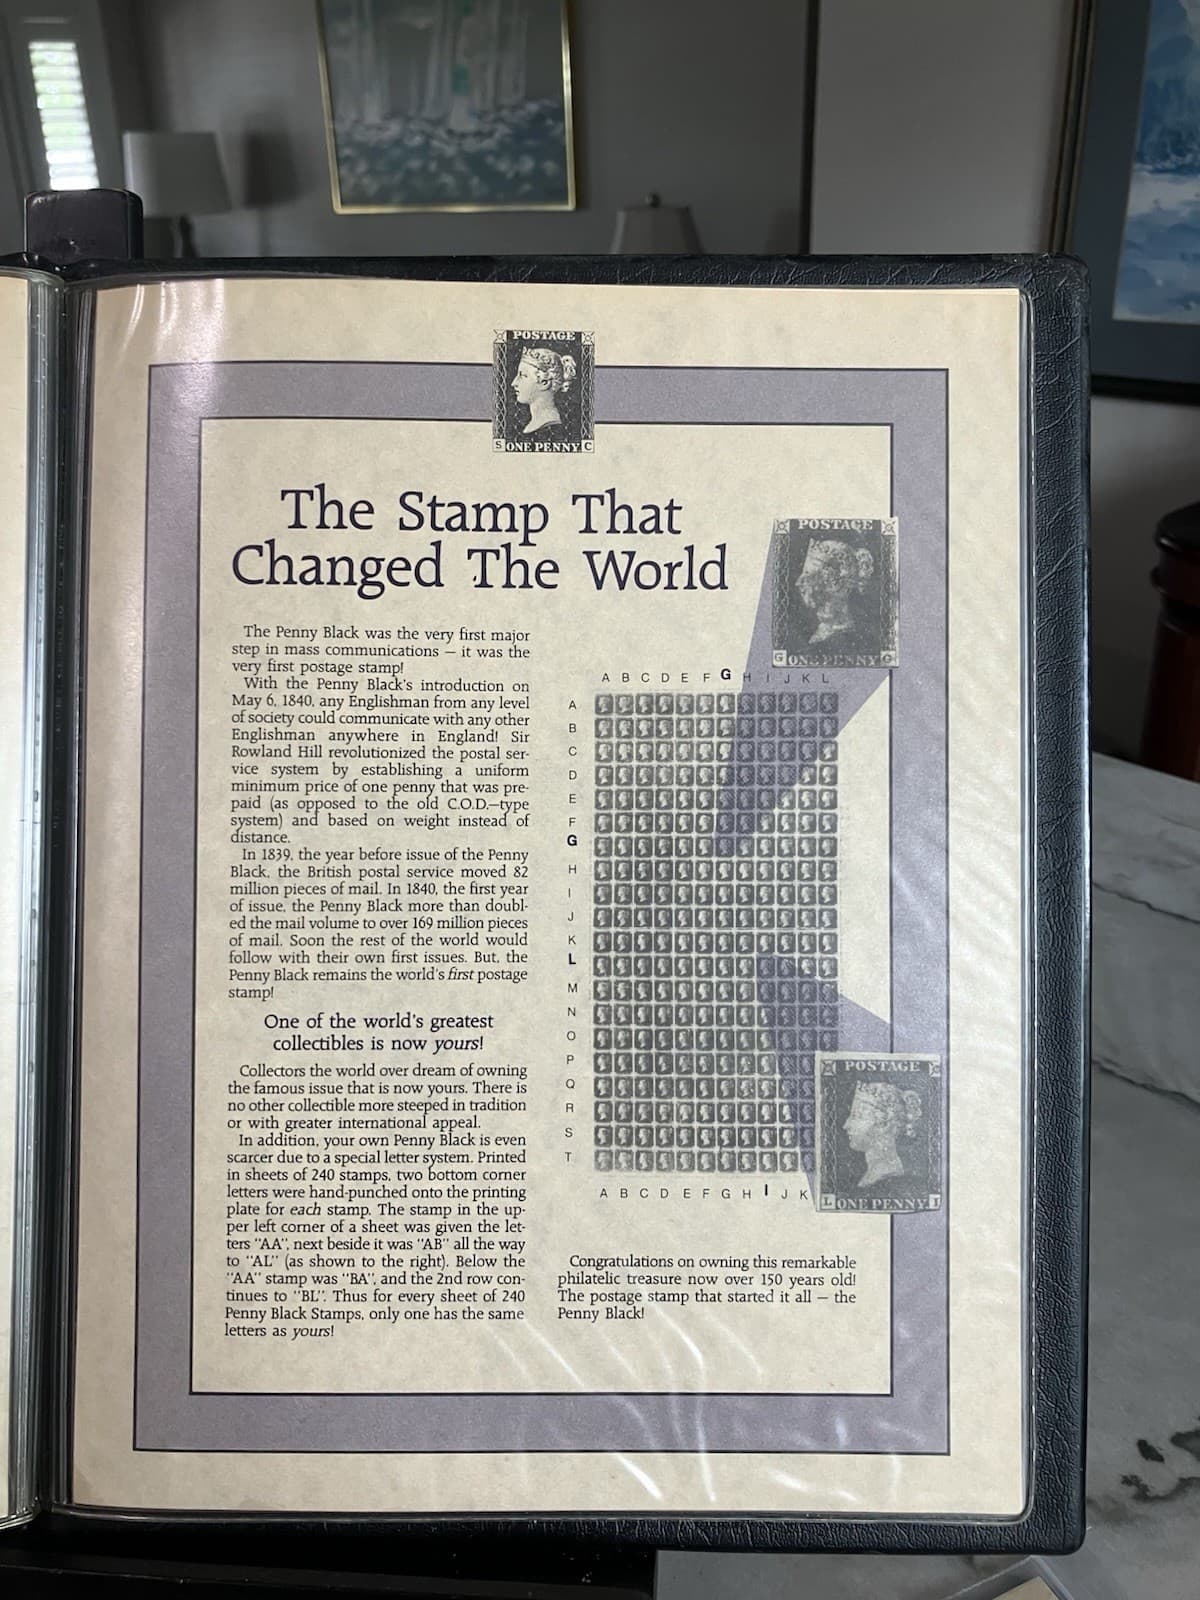 POSTAGE
S ONE PENNY C
The Stamp That
Changed The World
POSTAGE
G ONE PENNY G
The Penny Black was the very first major
step in mass communications — it was the
very first postage stamp!
With the Penny Black's introduction on
May 6, 1840, any Englishman from any level
of society could communicate with any other
Englishman anywhere in England! Sir
Rowland Hill revolutionized the postal ser-
vice system by establishing a uniform
minimum price of one penny that was pre-
paid (as opposed to the old C.O.D.—type
system) and based on weight instead of
distance.
In 1839, the year before issue of the Penny
Black, the British postal service moved 82
million pieces of mail. In 1840, the first year
of issue, the Penny Black more than doubl-
ed the mail volume to over 169 million pieces
of mail. Soon the rest of the world would
follow with their own first issues. But, the
Penny Black remains the world's first postage
stamp!
One of the world's greatest
collectibles is now yours!
Collectors the world over dream of owning
the famous issue that is now yours. There is
no other collectible more steeped in tradition
or with greater international appeal.
In addition, your own Penny Black is even
scarcer due to a special letter system. Printed
in sheets of 240 stamps, two bottom corner
letters were hand-punched onto the printing
plate for each stamp. The stamp in the up-
per left corner of a sheet was given the let-
ters "AA", next beside it was "AB" all the way
to "AL" (as shown to the right). Below the
"AA" stamp was "BA", and the 2nd row con-
tinues to "BL". Thus for every sheet of 240
Penny Black Stamps, only one has the same
letters as yours!
A B C D E F G H I J K L
A
B
C
D
E
F
G
H
I
J
K
L
M
N
O
P
Q
R
S
T
A B C D E F G H I J K
POSTAGE
L ONE PENNY I
Congratulations on owning this remarkable
philatelic treasure now over 150 years old!
The postage stamp that started it all — the
Penny Black!